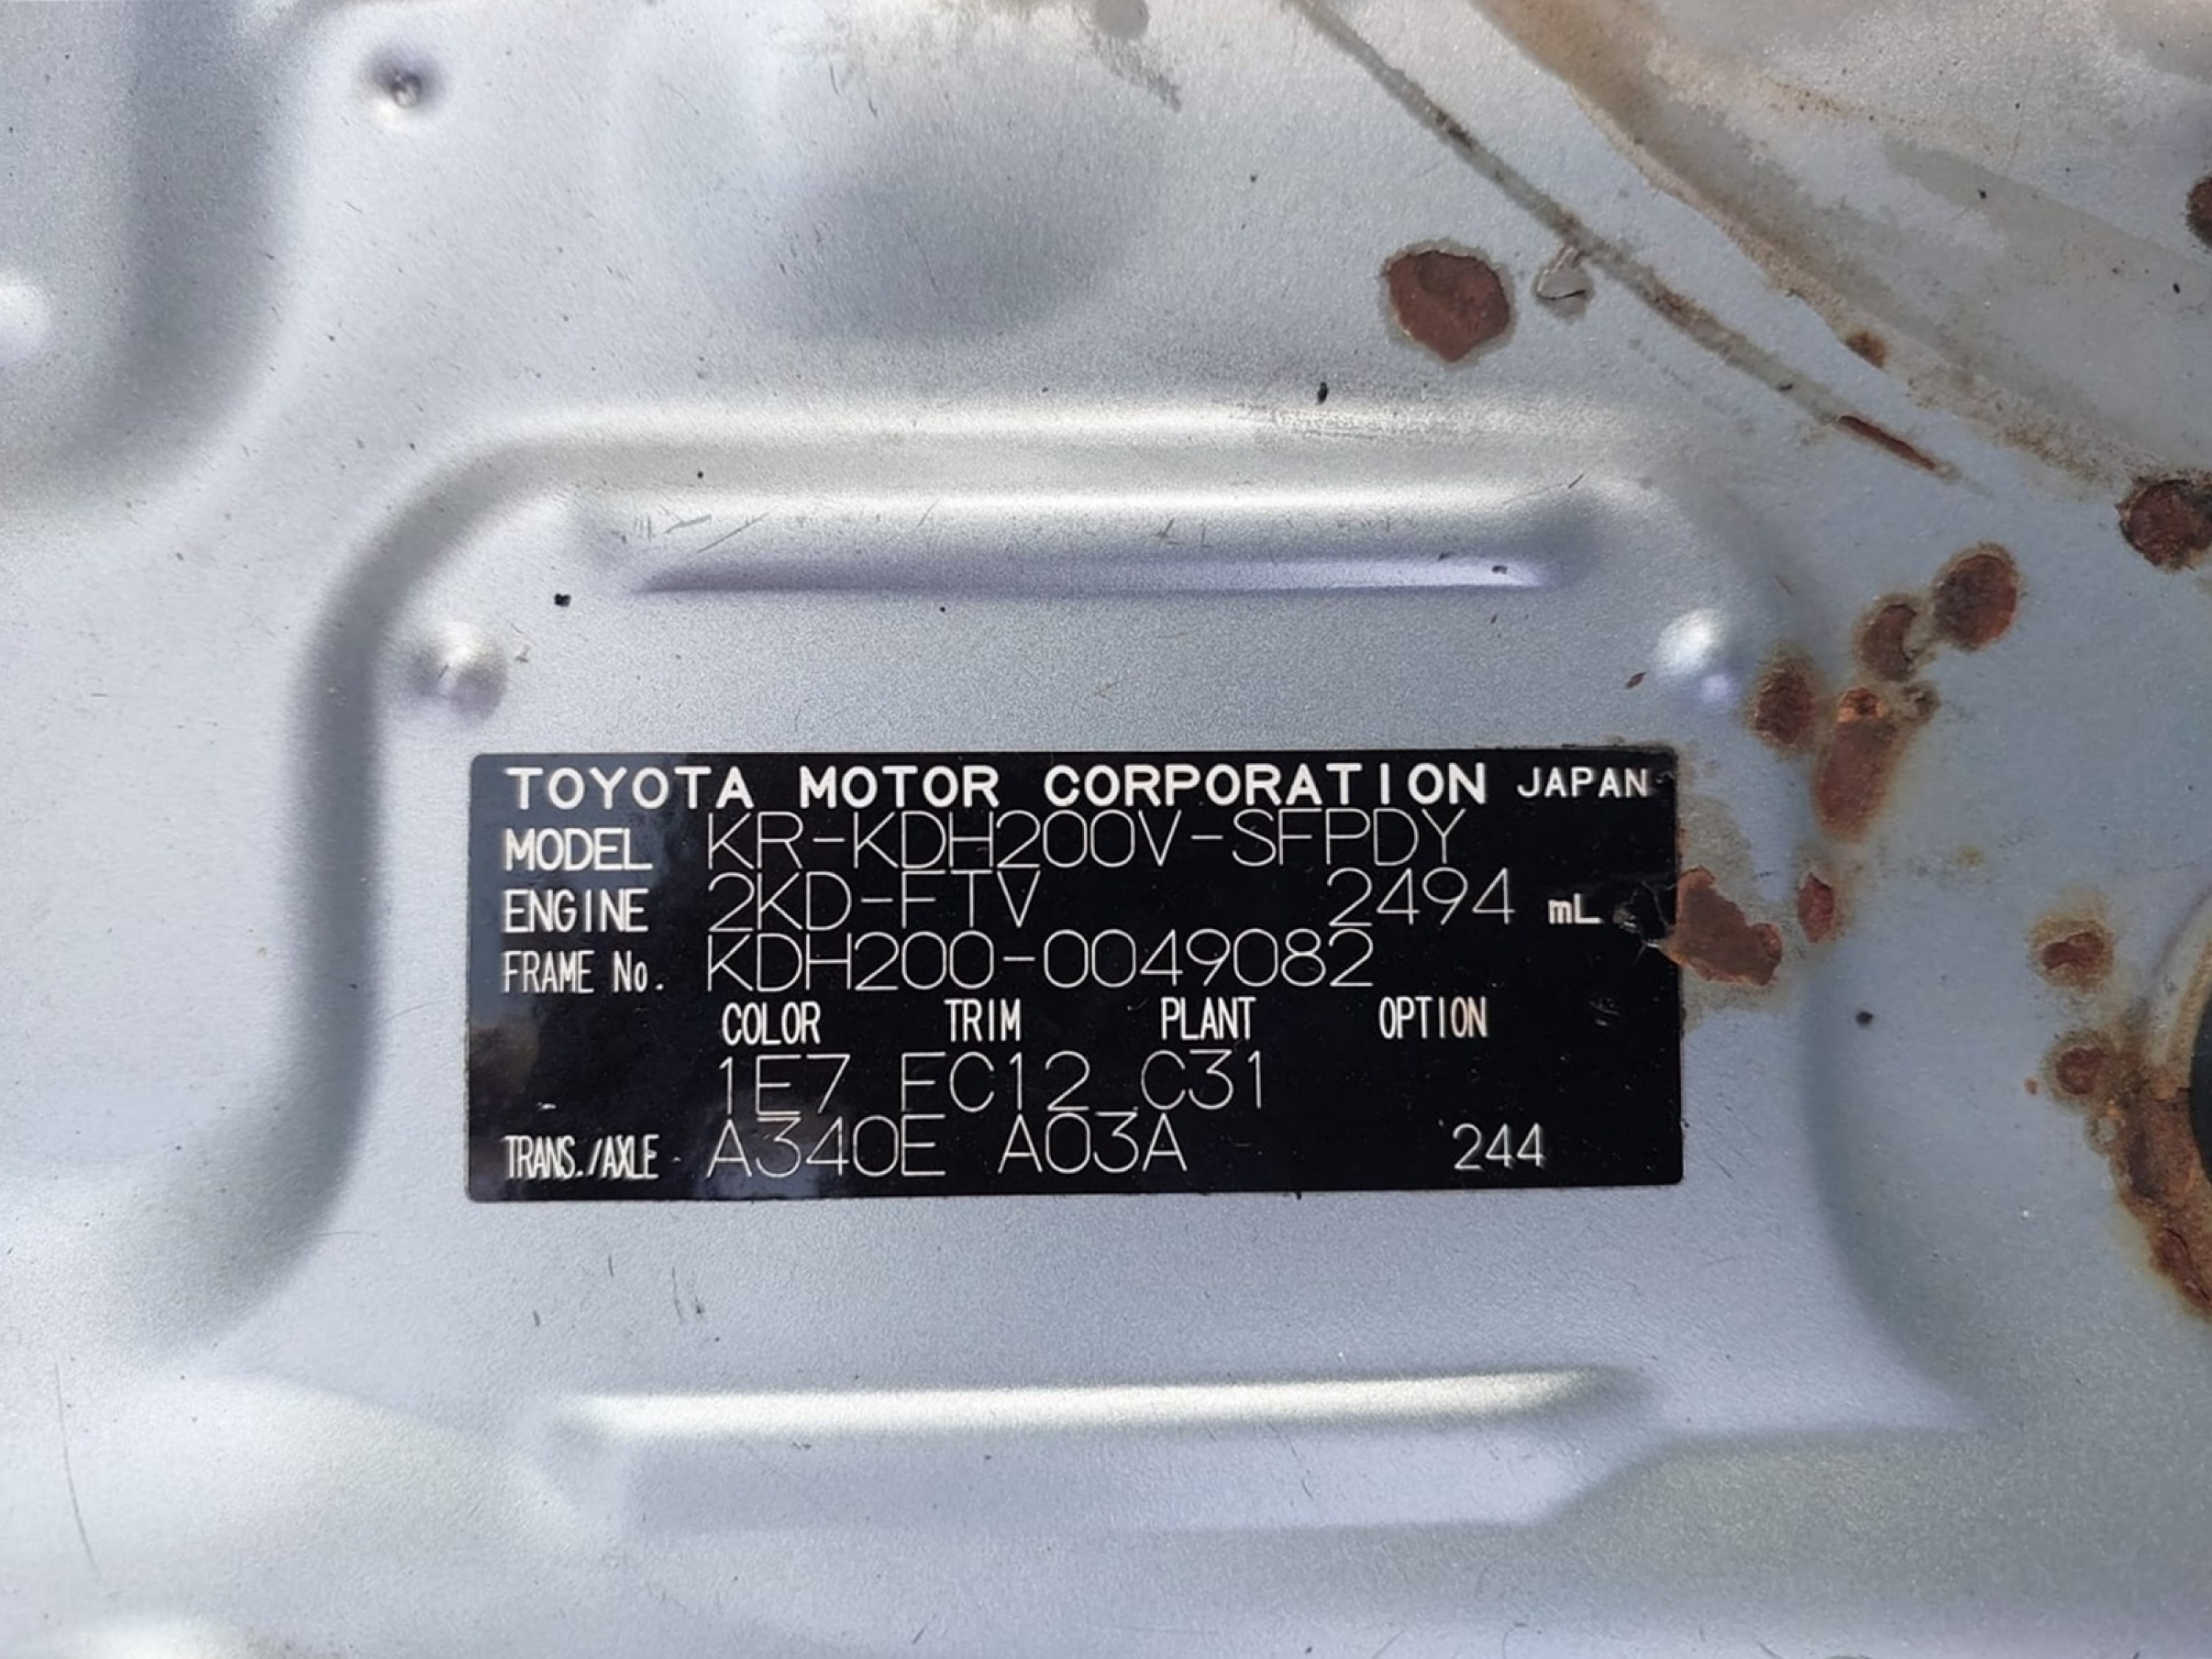 TOYOTA MOTOR CORPORATION JAPAN
MODEL KR-KDH200V-SFPDY
ENGINE 2KD-FTV 2494 mL
FRAME No. KDH200-0049082
COLOR TRIM PLANT OPTION
1E7 FC12 C31
TRANS./AXLE A340E A03A 244